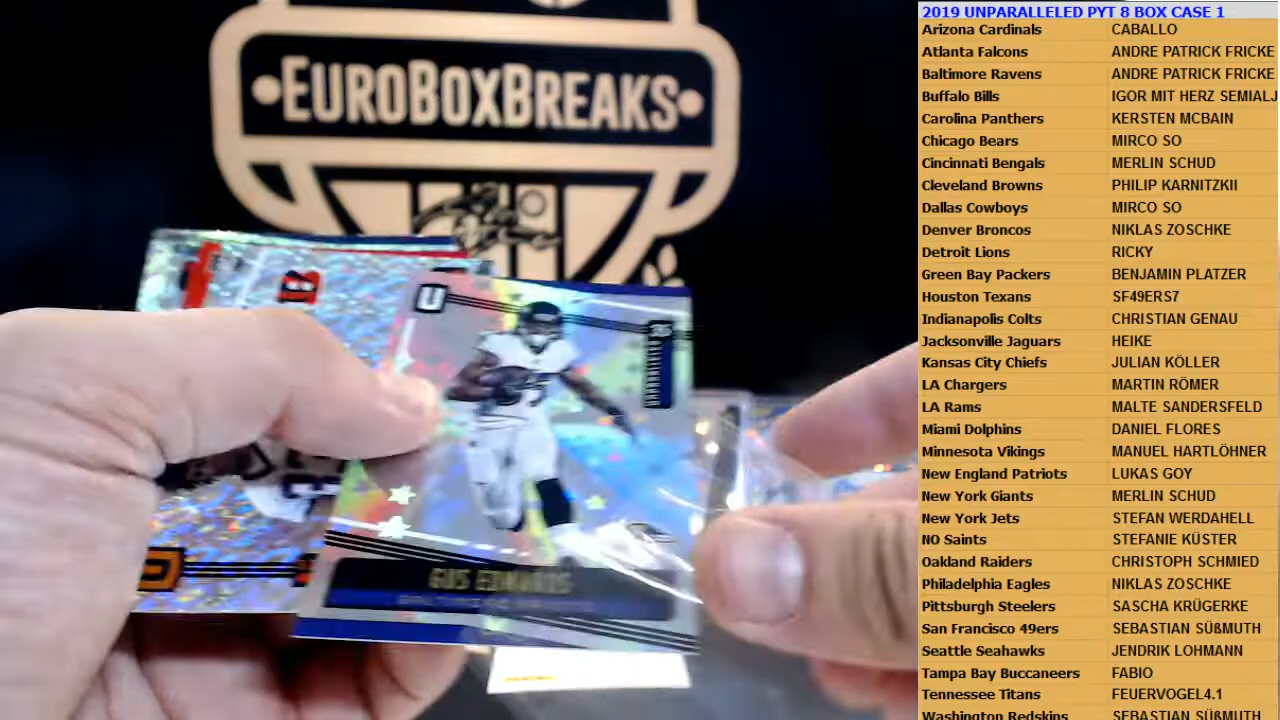 EUROBOXBREAKS
U
UNPARALLELED
GUS EDWARDS
2019 UNPARALLELED PYT 8 BOX CASE 1
Arizona Cardinals CABALLO
Atlanta Falcons ANDRE PATRICK FRICKE
Baltimore Ravens ANDRE PATRICK FRICKE
Buffalo Bills IGOR MIT HERZ SEMIALJ
Carolina Panthers KERSTEN MCBAIN
Chicago Bears MIRCO SO
Cincinnati Bengals MERLIN SCHUD
Cleveland Browns PHILIP KARNITZKII
Dallas Cowboys MIRCO SO
Denver Broncos NIKLAS ZOSCHKE
Detroit Lions RICKY
Green Bay Packers BENJAMIN PLATZER
Houston Texans SF49ERS7
Indianapolis Colts CHRISTIAN GENAU
Jacksonville Jaguars HEIKE
Kansas City Chiefs JULIAN KÖLLER
LA Chargers MARTIN RÖMER
LA Rams MALTE SANDERSFELD
Miami Dolphins DANIEL FLORES
Minnesota Vikings MANUEL HARTLÖHNER
New England Patriots LUKAS GOY
New York Giants MERLIN SCHUD
New York Jets STEFAN WERDAHELL
NO Saints STEFANIE KÜSTER
Oakland Raiders CHRISTOPH SCHMIED
Philadelphia Eagles NIKLAS ZOSCHKE
Pittsburgh Steelers SASCHA KRÜGERKE
San Francisco 49ers SEBASTIAN SÜßMUTH
Seattle Seahawks JENDRIK LOHMANN
Tampa Bay Buccaneers FABIO
Tennessee Titans FEUERVOGEL4.1
Washington Redskins SEBASTIAN SÜßMUTH